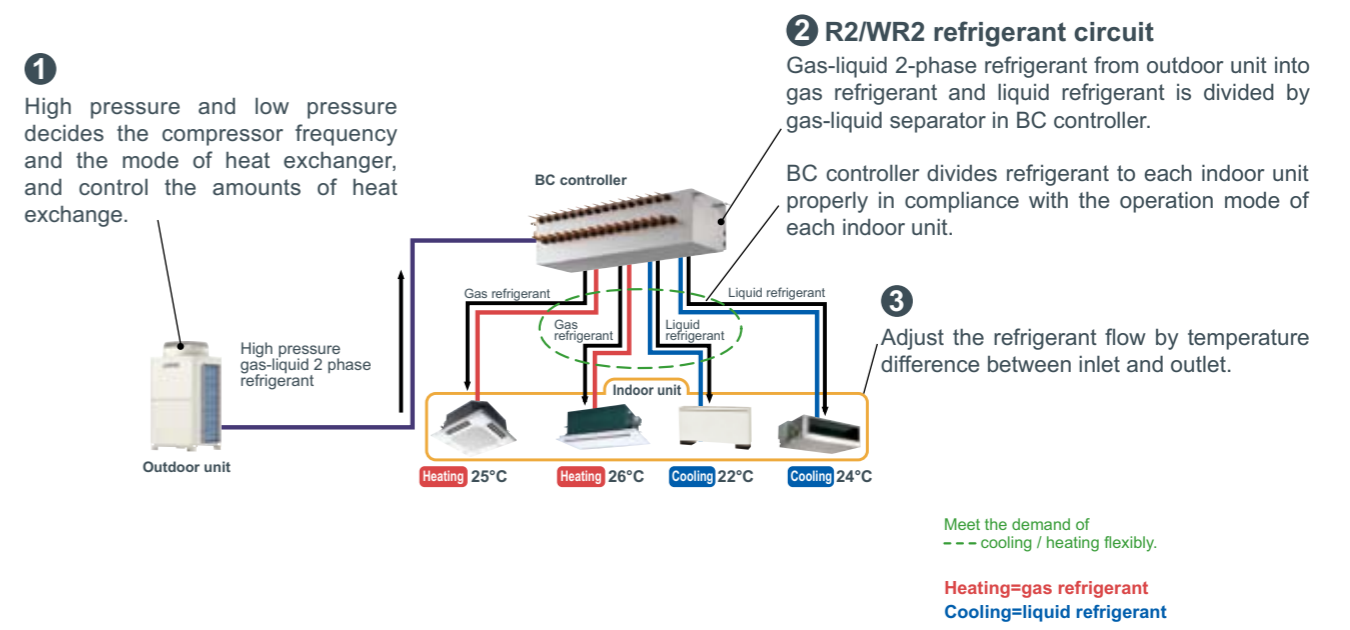 1
High pressure and low pressure
decides the compressor frequency
and the mode of heat exchanger,
and control the amounts of heat
exchange.
2 R2/WR2 refrigerant circuit
Gas-liquid 2-phase refrigerant from outdoor unit into
gas refrigerant and liquid refrigerant is divided by
gas-liquid separator in BC controller.
BC controller divides refrigerant to each indoor unit
properly in compliance with the operation mode of
each indoor unit.
BC controller
Gas refrigerant
Gas
refrigerant
Liquid
refrigerant
Liquid refrigerant
3
Adjust the refrigerant flow by temperature
difference between inlet and outlet.
High pressure
gas-liquid 2 phase
refrigerant
Outdoor unit
Indoor unit
Heating 25°C
Heating 26°C
Cooling 22°C
Cooling 24°C
Meet the demand of
cooling / heating flexibly.
Heating=gas refrigerant
Cooling=liquid refrigerant